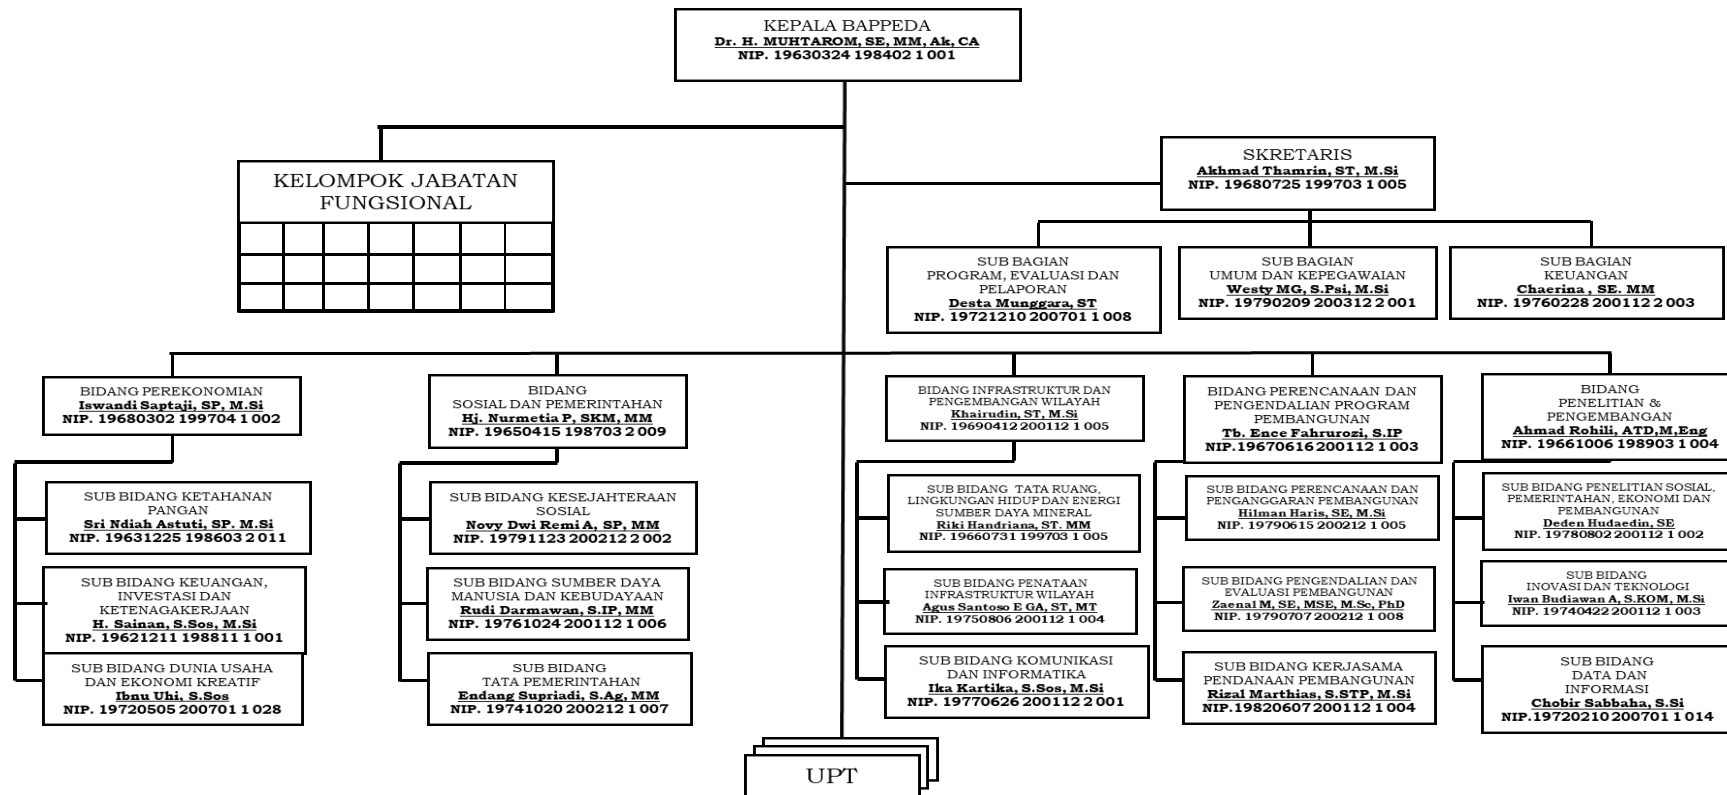 KEPALA BAPPEDA
Dr. H. MUHTAROM, SE, MM, Ak, CA
NIP. 19630324 198402 1 001
KELOMPOK JABATAN
FUNGSIONAL
SKRETARIS
Akhmad Thamrin, ST, M.Si
NIP. 19680725 199703 1 005
SUB BAGIAN
PROGRAM, EVALUASI DAN
PELAPORAN
Desta Munggara, ST
NIP. 19721210 200701 1 008
SUB BAGIAN
UMUM DAN KEPEGAWAIAN
Westy MG, S.Psi, M.Si
NIP. 19790209 200312 2 001
SUB BAGIAN
KEUANGAN
Chaerina , SE. MM
NIP. 19760228 200112 2 003
BIDANG PEREKONOMIAN
Iswandi Saptaji, SP, M.Si
NIP. 19680302 199704 1 002
BIDANG
SOSIAL DAN PEMERINTAHAN
Hj. Nurmetia P, SKM, MM
NIP. 19650415 198703 2 009
BIDANG INFRASTRUKTUR DAN
PENGEMBANGAN WILAYAH
Khairudin, ST, M.Si
NIP. 19690412 200112 1 005
BIDANG PERENCANAAN DAN
PENGENDALIAN PROGRAM
PEMBANGUNAN
Tb. Ence Fahrurozi, S.IP
NIP.19670616 200112 1 003
BIDANG
PENELITIAN &
PENGEMBANGAN
Ahmad Rohili, ATD,M,Eng
NIP. 19661006 198903 1 004
SUB BIDANG KETAHANAN
PANGAN
Sri Ndiah Astuti, SP. M.Si
NIP. 19631225 198603 2 011
SUB BIDANG KESEJAHTERAAN
SOSIAL
Novy Dwi Remi A, SP, MM
NIP. 19791123 200212 2 002
SUB BIDANG TATA RUANG,
LINGKUNGAN HIDUP DAN ENERGI
SUMBER DAYA MINERAL
Riki Handriana, ST. MM
NIP. 19660731 199703 1 005
SUB BIDANG PERENCANAAN DAN
PENGANGGARAN PEMBANGUNAN
Hilman Haris, SE, M.Si
NIP. 19790615 200212 1 005
SUB BIDANG PENELITIAN SOSIAL,
PEMERINTAHAN, EKONOMI DAN
PEMBANGUNAN
Deden Hudaedin, SE
NIP. 19780802 200112 1 002
SUB BIDANG KEUANGAN,
INVESTASI DAN
KETENAGAKERJAAN
H. Sainan, S.Sos, M.Si
NIP. 19621211 198811 1 001
SUB BIDANG SUMBER DAYA
MANUSIA DAN KEBUDAYAAN
Rudi Darmawan, S.IP, MM
NIP. 19761024 200112 1 006
SUB BIDANG PENATAAN
INFRASTRUKTUR WILAYAH
Agus Santoso E GA, ST, MT
NIP. 19750806 200112 1 004
SUB BIDANG PENGENDALIAN DAN
EVALUASI PEMBANGUNAN
Zaenal M, SE, MSE, M.Sc, PhD
NIP. 19790707 200212 1 008
SUB BIDANG
INOVASI DAN TEKNOLOGI
Iwan Budiawan A, S.KOM, M.Si
NIP. 19740422 200112 1 003
SUB BIDANG DUNIA USAHA
DAN EKONOMI KREATIF
Ibnu Uhi, S.Sos
NIP. 19720505 200701 1 028
SUB BIDANG
TATA PEMERINTAHAN
Endang Supriadi, S.Ag, MM
NIP. 19741020 200212 1 007
SUB BIDANG KOMUNIKASI
DAN INFORMATIKA
Ika Kartika, S.Sos, M.Si
NIP. 19770626 200112 2 001
SUB BIDANG KERJASAMA
PENDANAAN PEMBANGUNAN
Rizal Marthias, S.STP, M.Si
NIP.19820607 200112 1 004
SUB BIDANG
DATA DAN
INFORMASI
Chobir Sabbaha, S.Si
NIP.19720210 200701 1 014
UPT